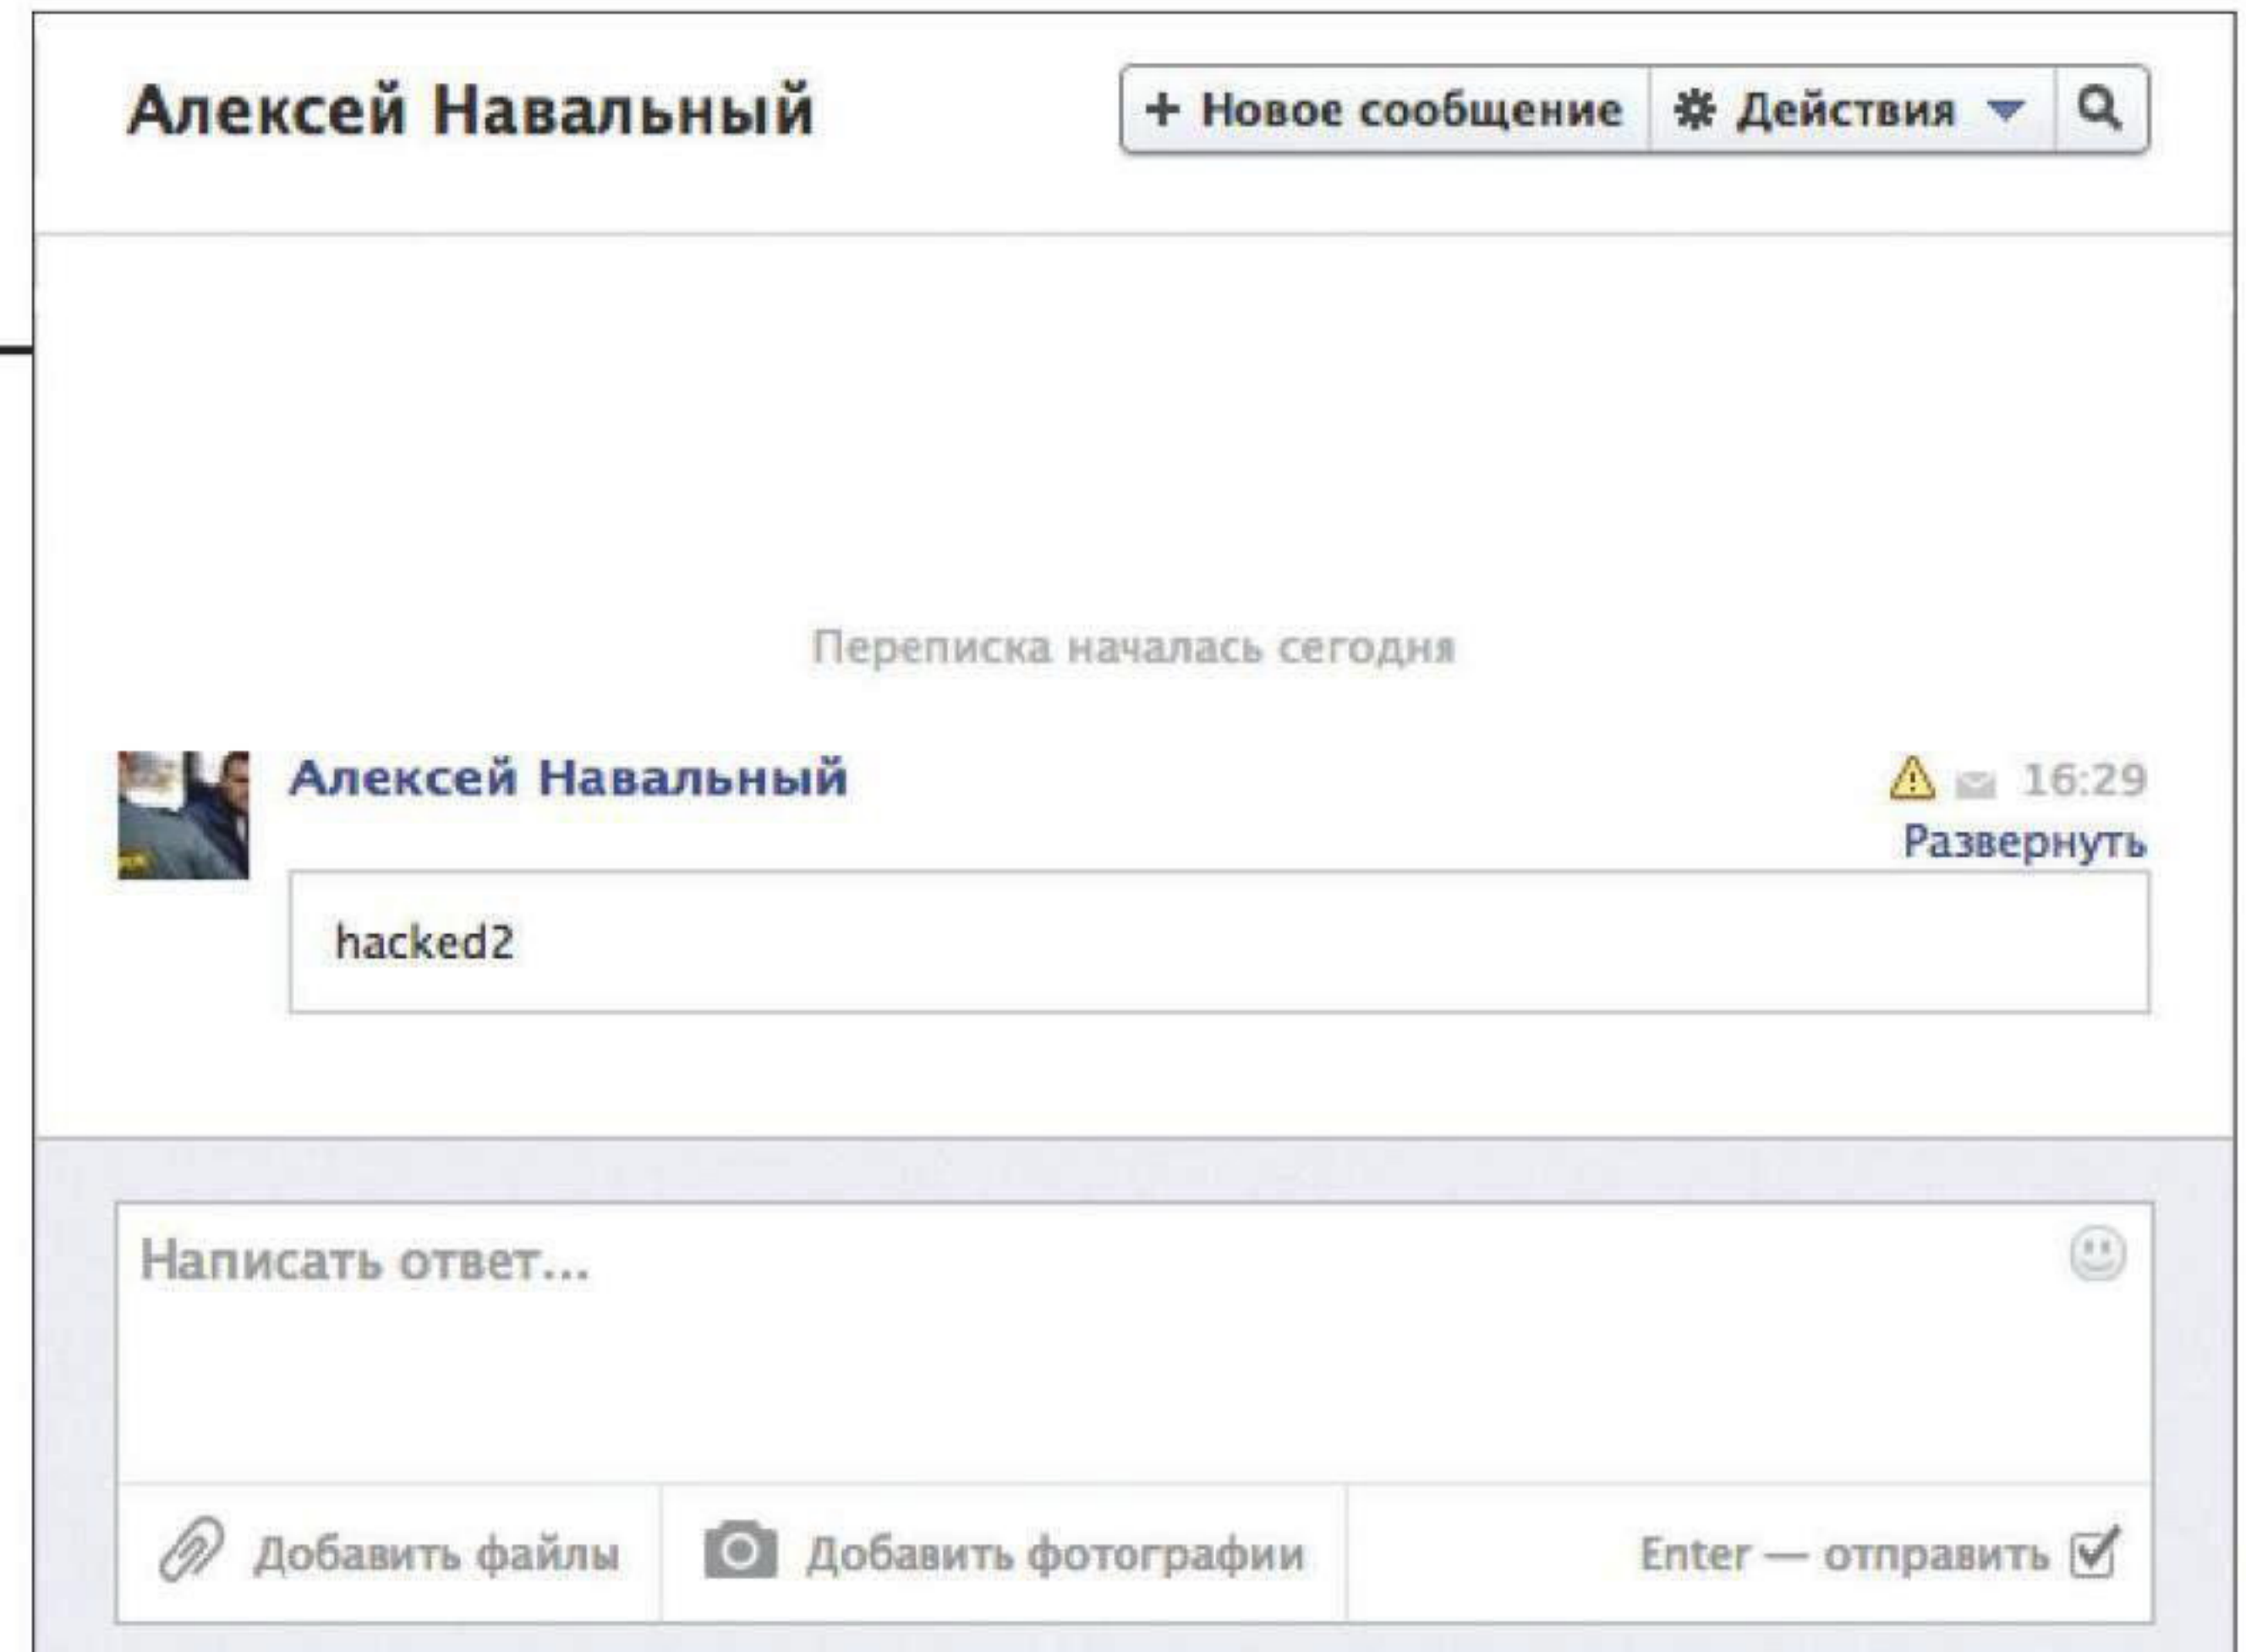 Алексей Навальный
+ Новое сообщение
Действия
Переписка началась сегодня
Алексей Навальный
16:29
Развернуть
hacked2
Написать ответ...
Добавить файлы
Добавить фотографии
Enter — отправить